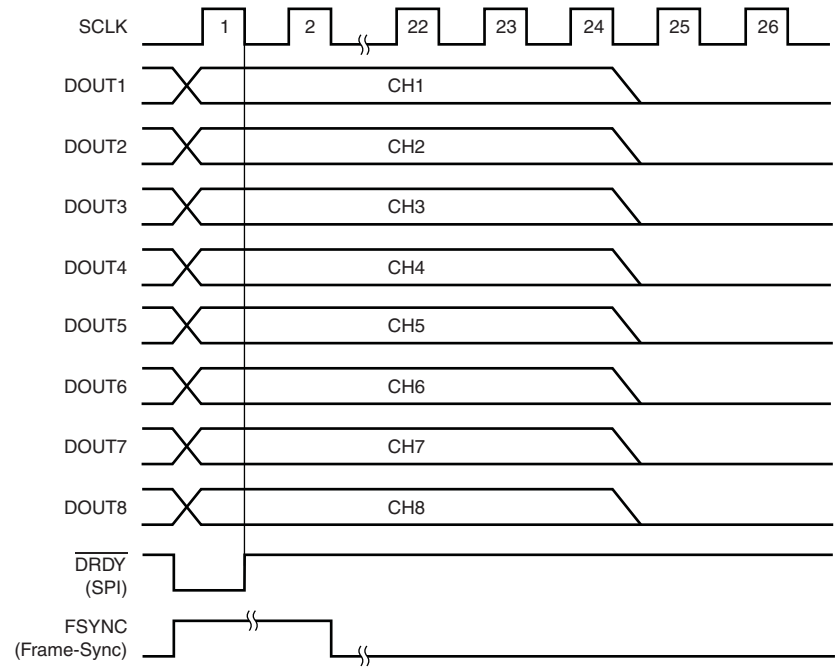 SCLK 1 2 22 23 24 25 26
DOUT1 CH1
DOUT2 CH2
DOUT3 CH3
DOUT4 CH4
DOUT5 CH5
DOUT6 CH6
DOUT7 CH7
DOUT8 CH8
DRDY
(SPI)
FSYNC
(Frame-Sync)